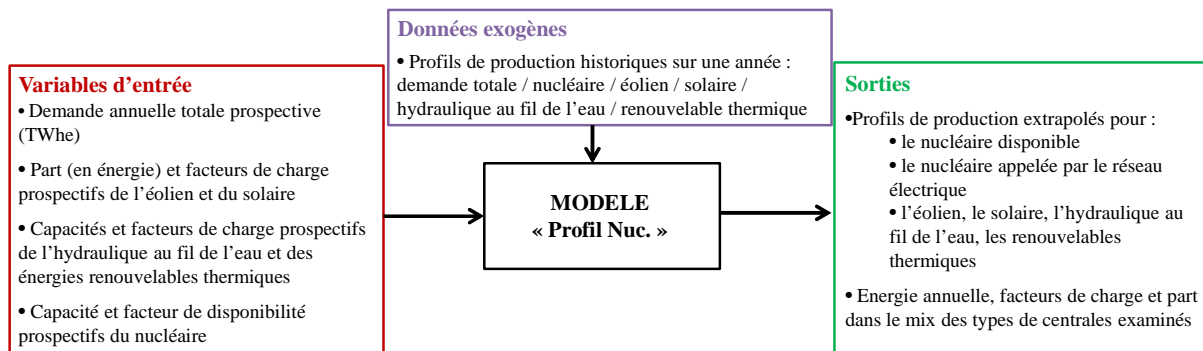 Données exogènes
• Profils de production historiques sur une année :
demande totale / nucléaire / éolien / solaire /
hydraulique au fil de l'eau / renouvelable thermique
Variables d'entrée
• Demande annuelle totale prospective
(TWhe)
• Part (en énergie) et facteurs de charge
prospectifs de l'éolien et du solaire
• Capacités et facteurs de charge prospectifs
de l'hydraulique au fil de l'eau et des
énergies renouvelables thermiques
• Capacité et facteur de disponibilité
prospectifs du nucléaire
MODELE
« Profil Nuc. »
Sorties
•Profils de production extrapolés pour :
• le nucléaire disponible
• le nucléaire appelée par le réseau
électrique
• l'éolien, le solaire, l'hydraulique au
fil de l'eau, les renouvelables
thermiques
• Energie annuelle, facteurs de charge et part
dans le mix des types de centrales examinés